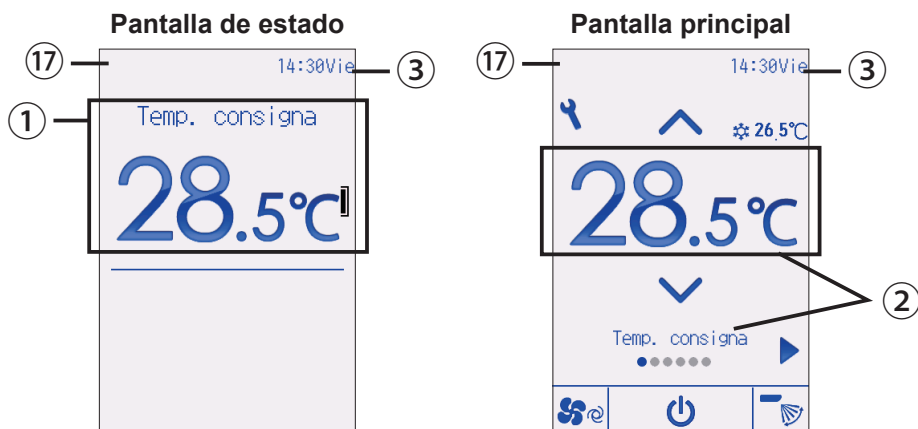 Pantalla de estado
⑰
14:30Vie
③
①
Temp. consigna
28.5℃
Pantalla principal
⑰
14:30Vie
③
26.5℃
28.5℃
②
Temp. consigna